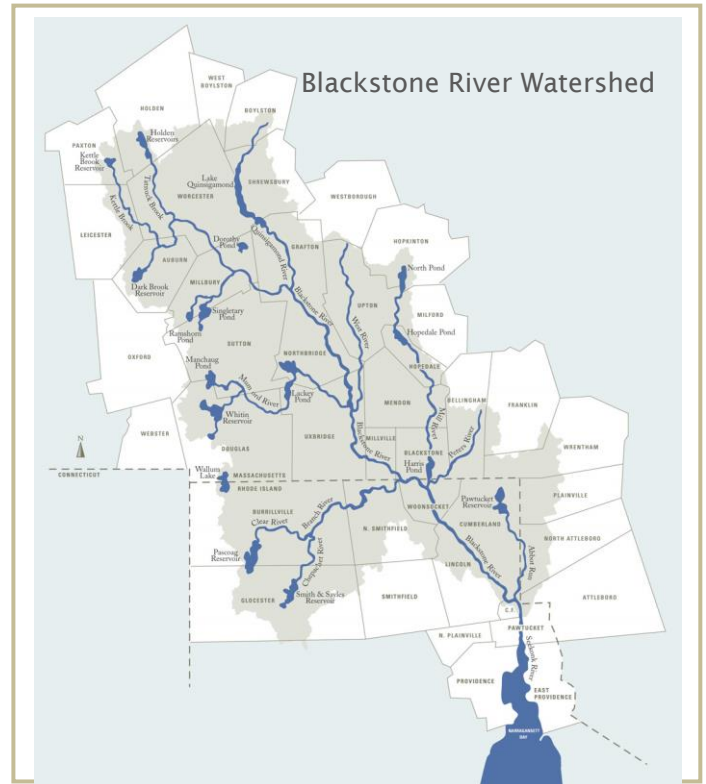 Blackstone River Watershed
WEST
BOYLSTON
HOLDEN
BOYLSTON
Holden
Reservoirs
PAXTON
Kettle
Brook
Reservoir
Lake
Quinsigamond
SHREWSBURY
Tatnuck Brook
WORCESTER
WESTBOROUGH
Kettle Brook
LEICESTER
Dorothy
Pond
Quinsigamond River
GRAFTON
HOPKINTON
AUBURN
North Pond
Dark Brook
Reservoir
MILLBURY
Blackstone River
UPTON
Singletary
Pond
West River
MILFORD
Ramshorn
Pond
Hopedale Pond
SUTTON
OXFORD
NORTHBRIDGE
Manchaug
Pond
HOPEDALE
Mumford River
Lackey
Pond
MENDON
BELLINGHAM
FRANKLIN
Whitin
Reservoir
Mill River
Peters River
WEBSTER
UXBRIDGE
MILLVILLE
BLACKSTONE
WRENTHAM
N
DOUGLAS
Blackstone River
Harris
Pond
Wallum
Lake
MASSACHUSETTS
CONNECTICUT
RHODE ISLAND
PLAINVILLE
Pawtucket
Reservoir
BURRILLVILLE
Branch River
WOONSOCKET
Clear River
CUMBERLAND
N. SMITHFIELD
NORTH ATTLEBORO
Blackstone River
Abbot Run
Pascoag
Reservoir
Chepachet River
LINCOLN
Smith & Sayles
Reservoir
GLOCESTER
SMITHFIELD
ATTLEBORO
C. F.
PAWTUCKET
N. PLAINVILLE
Seekonk River
PROVIDENCE
EAST
PROVIDENCE
NARRAGANSETT
BAY